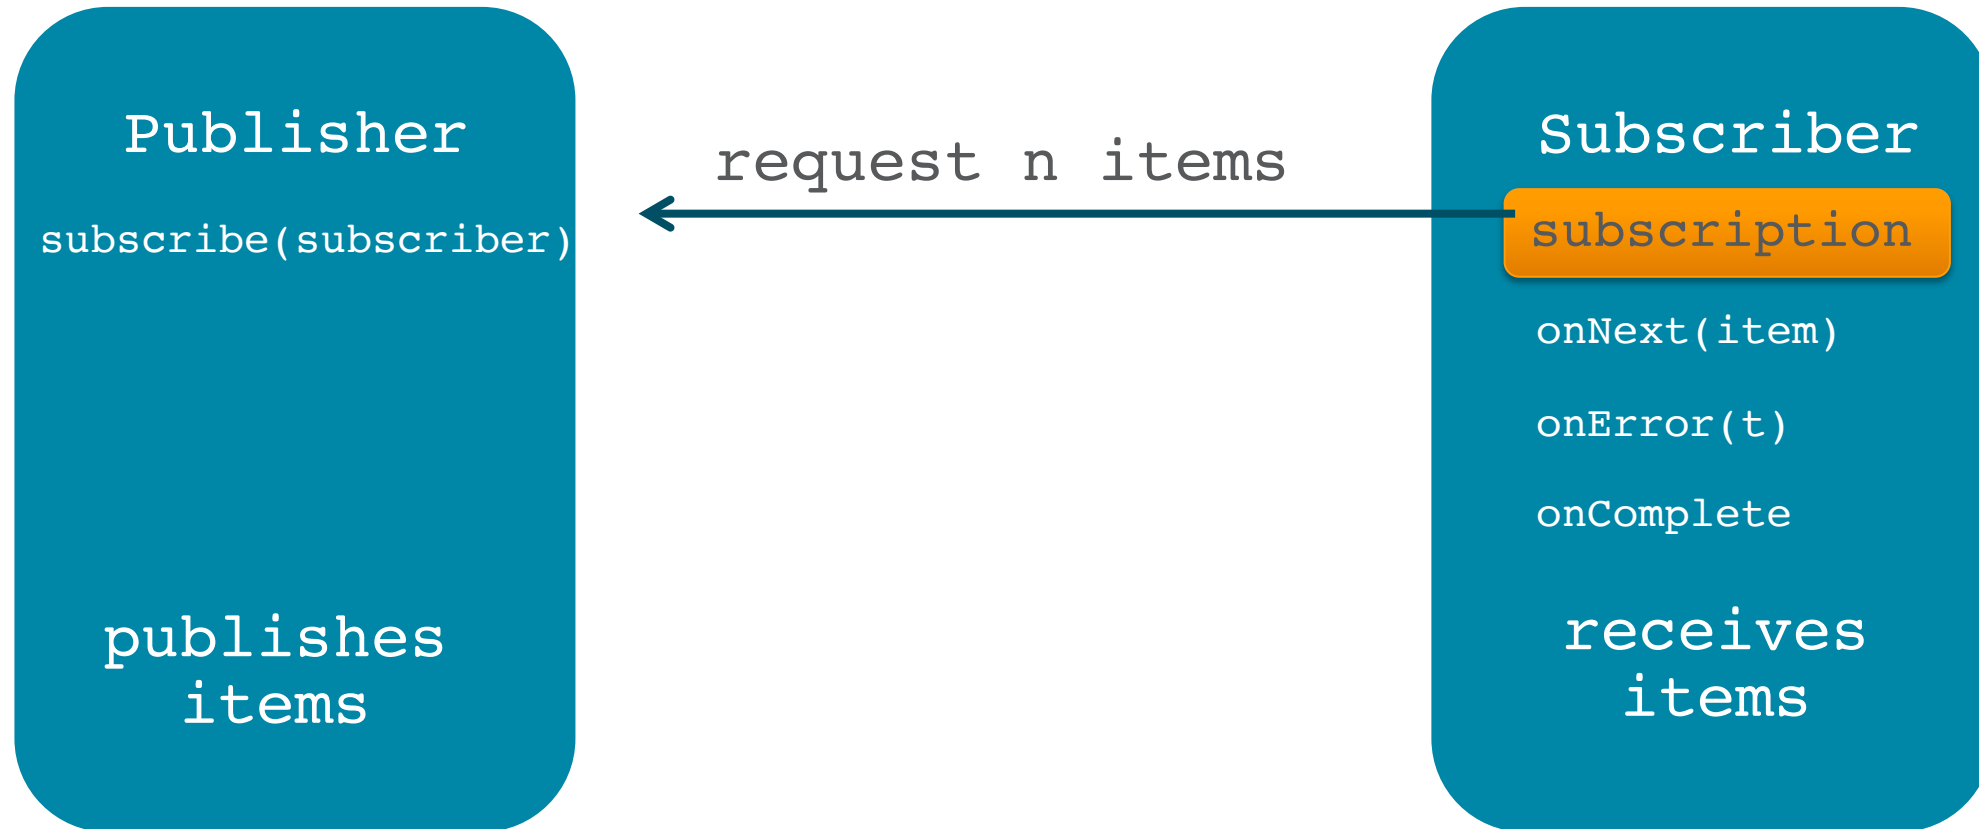 Publisher
subscribe(subscriber)
publishes
items
request n items
Subscriber
subscription
onNext(item)
onError(t)
onComplete
receives
items